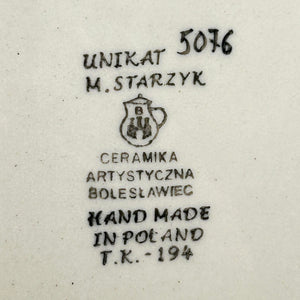 UNIKAT 5076
M. STARZYK
B
CERAMIKA
ARTYSTYCZNA
BOLESŁAWIEC
HAND MADE
IN POLAND
T.K.-194